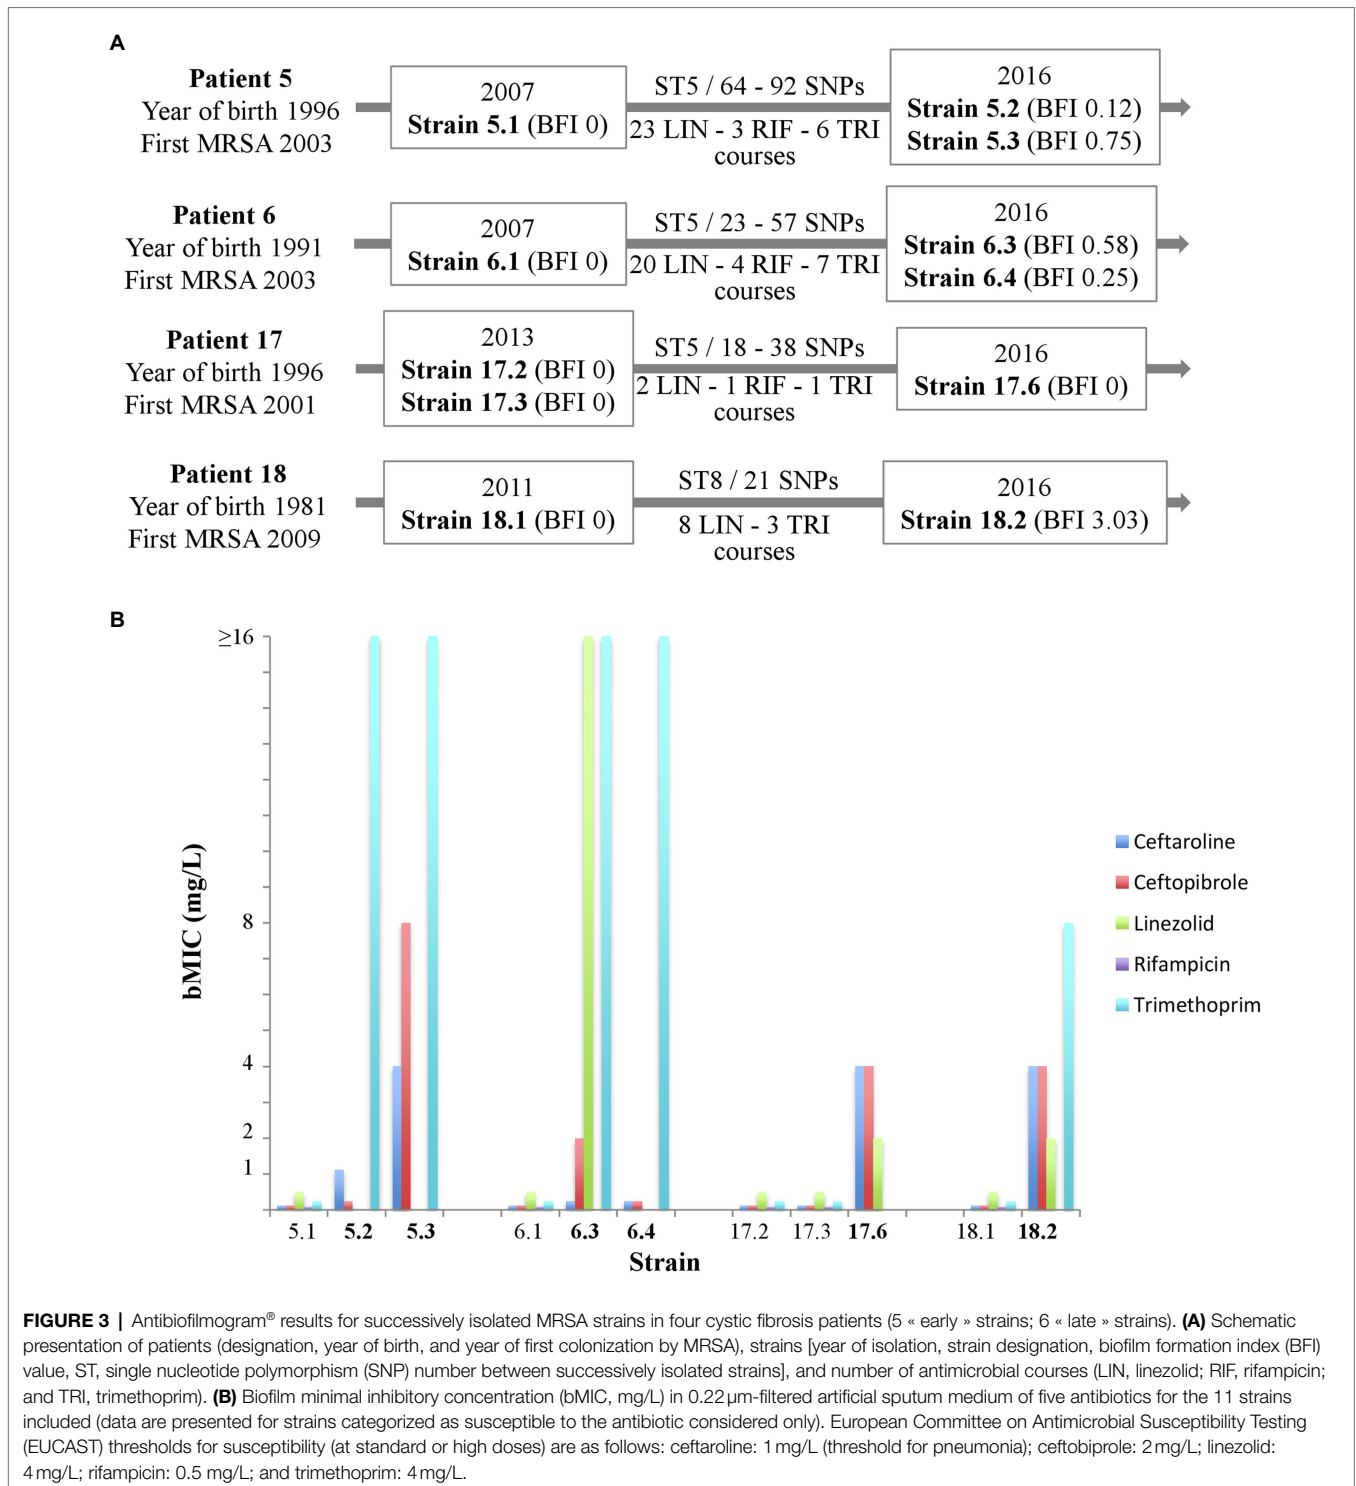 A
Patient 5
Year of birth 1996
First MRSA 2003
2007
Strain 5.1 (BFI 0)
ST5 / 64 - 92 SNPs
23 LIN - 3 RIF - 6 TRI
courses
2016
Strain 5.2 (BFI 0.12)
Strain 5.3 (BFI 0.75)
Patient 6
Year of birth 1991
First MRSA 2003
2007
Strain 6.1 (BFI 0)
ST5 / 23 - 57 SNPs
20 LIN - 4 RIF - 7 TRI
courses
2016
Strain 6.3 (BFI 0.58)
Strain 6.4 (BFI 0.25)
Patient 17
Year of birth 1996
First MRSA 2001
2013
Strain 17.2 (BFI 0)
Strain 17.3 (BFI 0)
ST5 / 18 - 38 SNPs
2 LIN - 1 RIF - 1 TRI
courses
2016
Strain 17.6 (BFI 0)
Patient 18
Year of birth 1981
First MRSA 2009
2011
Strain 18.1 (BFI 0)
ST8 / 21 SNPs
8 LIN - 3 TRI
courses
2016
Strain 18.2 (BFI 3.03)
B
≥16
8
4
2
1
bMIC (mg/L)
5.1 5.2 5.3 6.1 6.3 6.4 17.2 17.3 17.6 18.1 18.2
Strain
Ceftaroline
Ceftopibrole
Linezolid
Rifampicin
Trimethoprim
FIGURE 3 | Antibiofilmogram® results for successively isolated MRSA strains in four cystic fibrosis patients (5 « early » strains; 6 « late » strains). (A) Schematic
presentation of patients (designation, year of birth, and year of first colonization by MRSA), strains [year of isolation, strain designation, biofilm formation index (BFI)
value, ST, single nucleotide polymorphism (SNP) number between successively isolated strains], and number of antimicrobial courses (LIN, linezolid; RIF, rifampicin;
and TRI, trimethoprim). (B) Biofilm minimal inhibitory concentration (bMIC, mg/L) in 0.22 μm-filtered artificial sputum medium of five antibiotics for the 11 strains
included (data are presented for strains categorized as susceptible to the antibiotic considered only). European Committee on Antimicrobial Susceptibility Testing
(EUCAST) thresholds for susceptibility (at standard or high doses) are as follows: ceftaroline: 1 mg/L (threshold for pneumonia); ceftobiprole: 2 mg/L; linezolid:
4 mg/L; rifampicin: 0.5 mg/L; and trimethoprim: 4 mg/L.